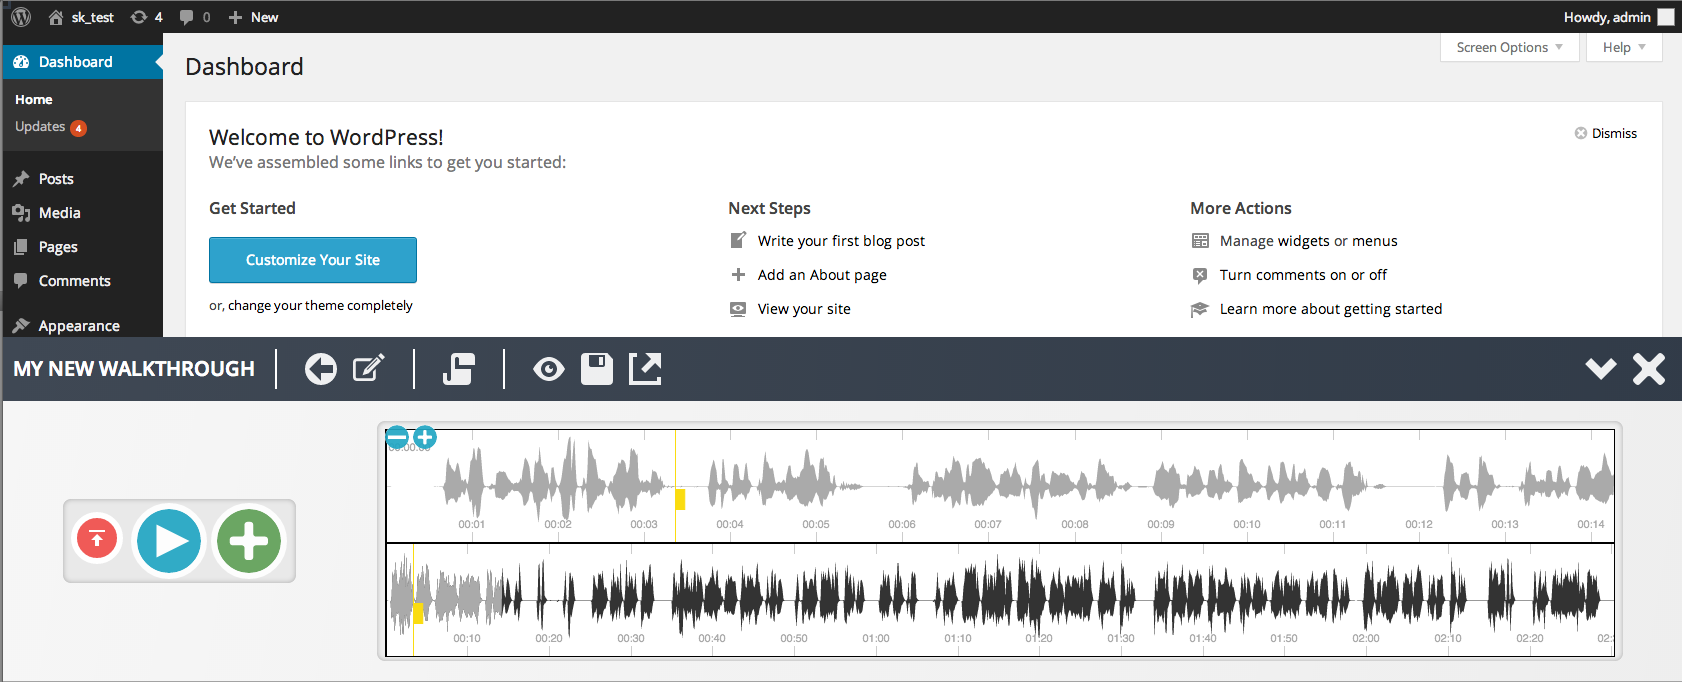 sk_test 4 0 New Howdy, admin
Dashboard
Home
Updates 4
Posts
Media
Pages
Comments
Appearance
Screen Options Help
Dashboard
Welcome to WordPress!
Dismiss
We've assembled some links to get you started:
Get Started
Customize Your Site
or, change your theme completely
Next Steps
Write your first blog post
Add an About page
View your site
More Actions
Manage widgets or menus
Turn comments on or off
Learn more about getting started
MY NEW WALKTHROUGH
00:01 00:02 00:03 00:04 00:05 00:06 00:07 00:08 00:09 00:10 00:11 00:12 00:13 00:14
00:10 00:20 00:30 00:40 00:50 01:00 01:10 01:20 01:30 01:40 01:50 02:00 02:10 02:20